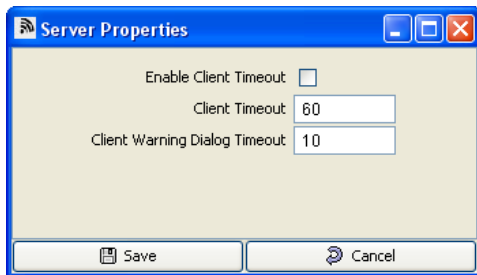 Server Properties
Enable Client Timeout
Client Timeout 60
Client Warning Dialog Timeout 10
Save Cancel